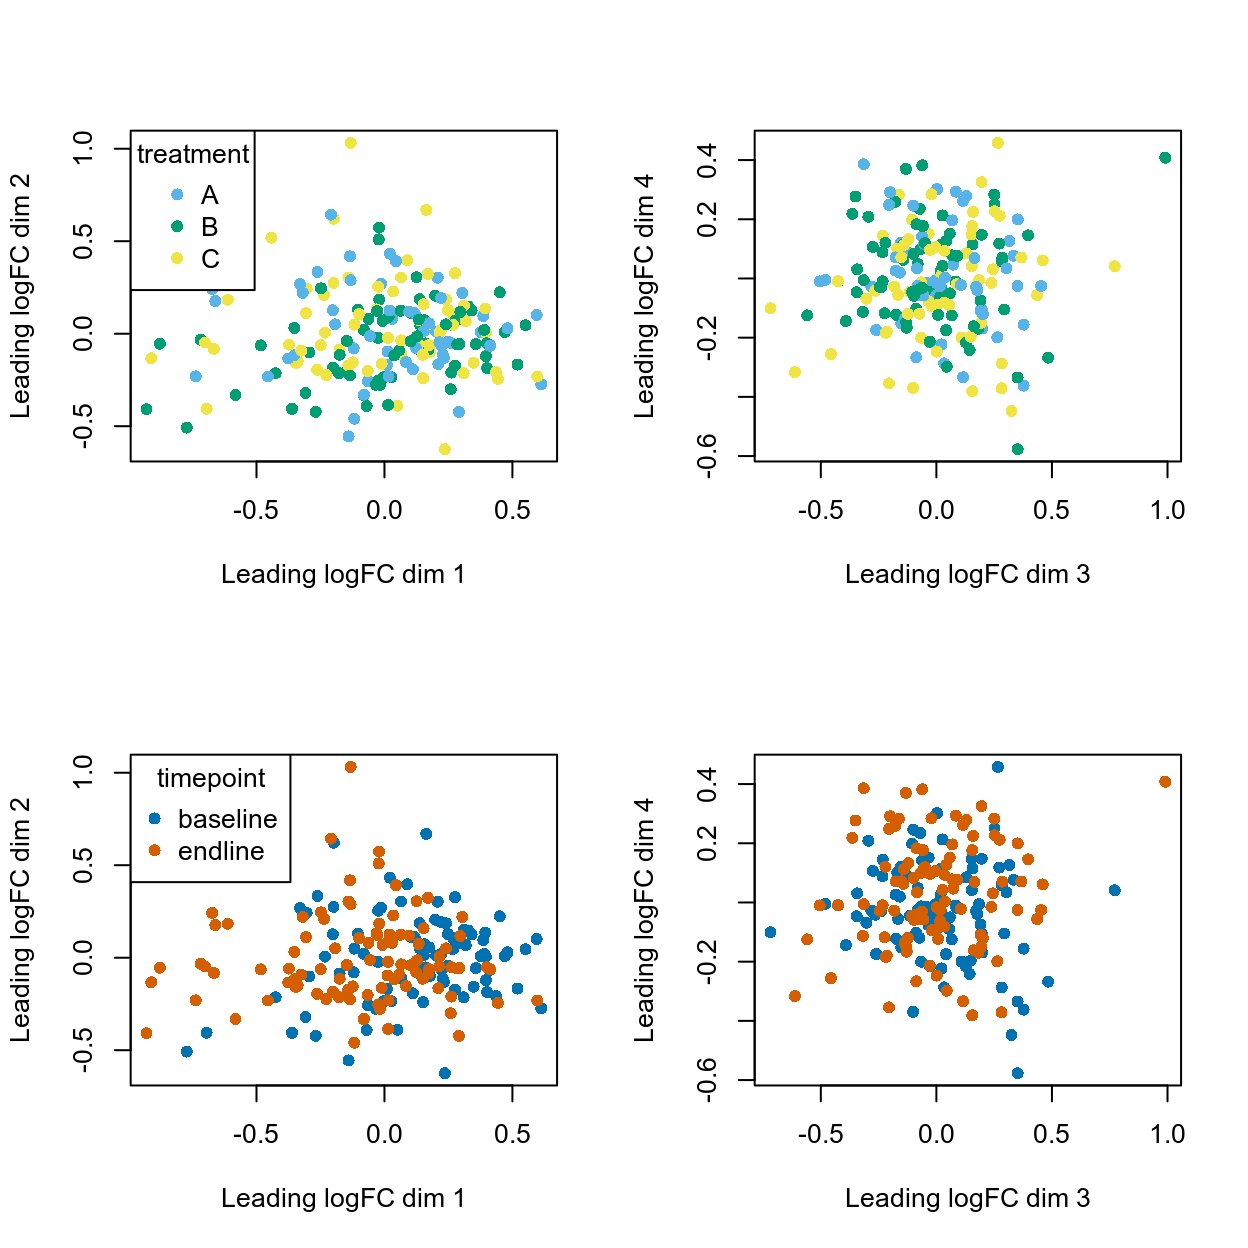 treatment
A
B
C
1.0
0.5
0.0
-0.5
Leading logFC dim 2
-0.5 0.0 0.5
Leading logFC dim 1
0.4
0.2
-0.2
-0.6
Leading logFC dim 4
-0.5 0.0 0.5 1.0
Leading logFC dim 3
timepoint
baseline
endline
1.0
0.5
0.0
-0.5
Leading logFC dim 2
-0.5 0.0 0.5
Leading logFC dim 1
0.4
0.2
-0.2
-0.6
Leading logFC dim 4
-0.5 0.0 0.5 1.0
Leading logFC dim 3